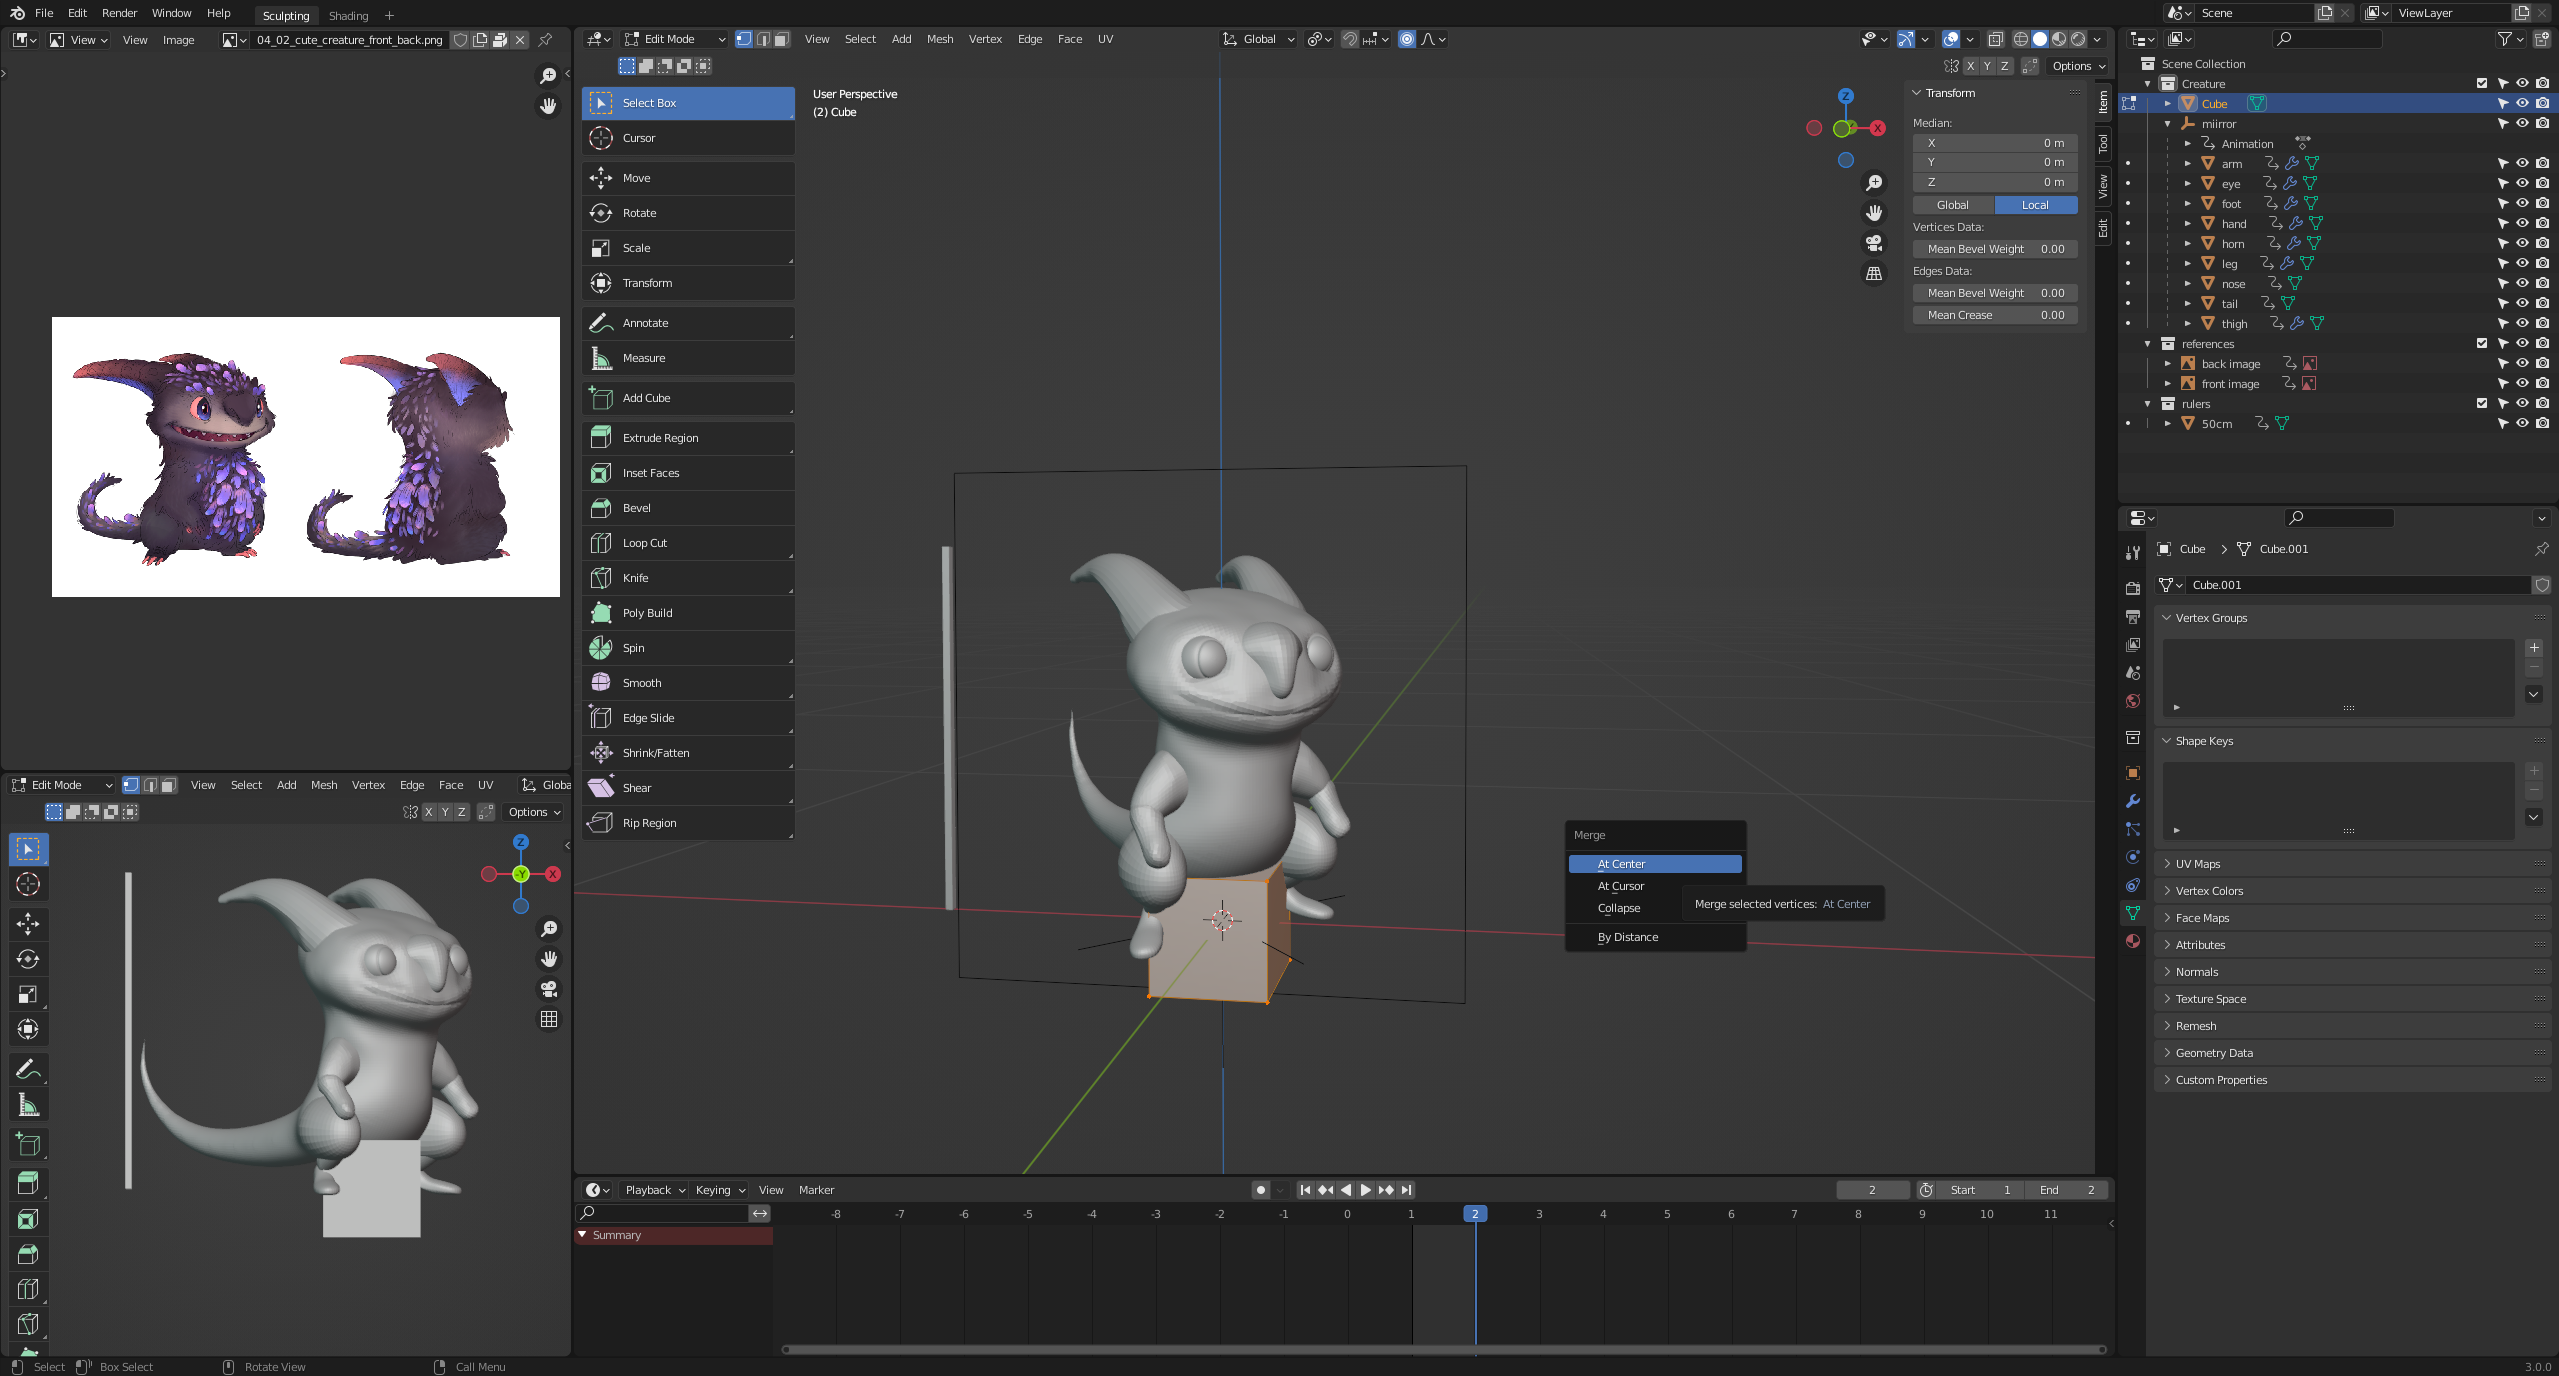 File Edit Render Window Help Sculpting Shading +
Scene ViewLayer
View View Image 04_02_cute_creature_front_back.png
Edit Mode View Select Add Mesh Vertex Edge Face UV Global
X Y Z Options
User Perspective
(2) Cube
Select Box
Cursor
Move
Rotate
Scale
Transform
Annotate
Measure
Add Cube
Extrude Region
Inset Faces
Bevel
Loop Cut
Knife
Poly Build
Spin
Smooth
Edge Slide
Shrink/Fatten
Shear
Rip Region
Z
X
Transform
Median:
X 0 m
Y 0 m
Z 0 m
Global Local
Vertices Data:
Mean Bevel Weight 0.00
Edges Data:
Mean Bevel Weight 0.00
Mean Crease 0.00
Item
Tool
View
Edit
Merge
At Center
At Cursor
Collapse
By Distance
Merge selected vertices: At Center
Edit Mode View Select Add Mesh Vertex Edge Face UV Globa
X Y Z Options
Z
-Y X
Playback Keying View Marker
2 Start 1 End 2
-8 -7 -6 -5 -4 -3 -2 -1 0 1 2 3 4 5 6 7 8 9 10 11
Summary
Scene Collection
Creature
Cube
miirror
Animation
arm
eye
foot
hand
horn
leg
nose
tail
thigh
references
back image
front image
rulers
50cm
Cube Cube.001
Cube.001
Vertex Groups
Shape Keys
UV Maps
Vertex Colors
Face Maps
Attributes
Normals
Texture Space
Remesh
Geometry Data
Custom Properties
Select Box Select Rotate View Call Menu 3.0.0